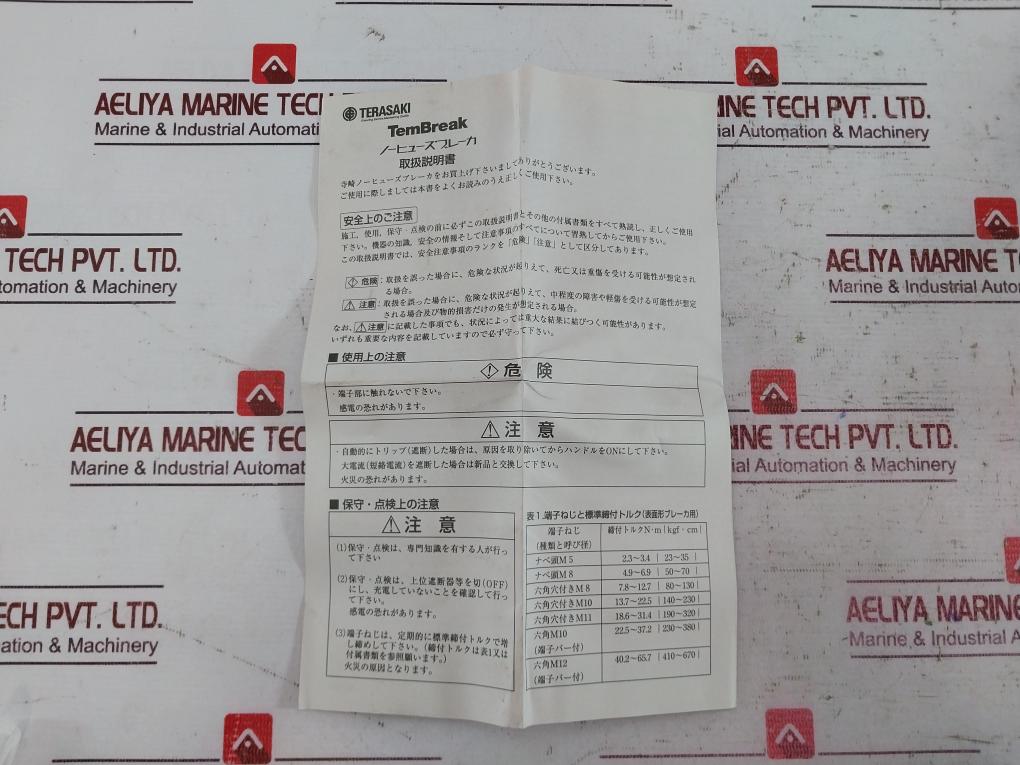 AELIYA MARINE TECH PVT. LTD.
Marine & Industrial Automation & Machinery
TERASAKI
TemBreak
ノーヒューズブレーカ
取扱説明書
寺崎ノーヒューズブレーカをお買上げ下さいましてありがとうございます。
ご使用に際しましては本書をよくお読みのうえ正しくご使用下さい。
安全上のご注意
施工、使用、保守・点検の前に必ずこの取扱説明書とその他の付属書類をすべて熟読し、正しくご使用
下さい。機器の知識、安全の情報そして注意事項のすべてについて習熟してからご使用下さい。
この取扱説明書では、安全注意事項のランクを「危険」「注意」として区分してあります。
危険:取扱を誤った場合に、危険な状況が起りえて、死亡又は重傷を受ける可能性が想定され
る場合。
注意:取扱を誤った場合に、危険な状況が起りえて、中程度の障害や軽傷を受ける可能性が想定
される場合及び物的損害だけの発生が想定される場合。
なお、注意に記載した事項でも、状況によっては重大な結果に結びつく可能性があります。
いずれも重要な内容を記載していますので必ず守って下さい。
■ 使用上の注意
危 険
・端子部に触れないで下さい。
感電の恐れがあります。
注 意
・自動的にトリップ(遮断)した場合は、原因を取り除いてからハンドルをONにして下さい。
大電流(短絡電流)を遮断した場合は新品と交換して下さい。
火災の恐れがあります。
■ 保守・点検上の注意
注 意
(1)保守・点検は、専門知識を有する人が行っ
て下さい
(2)保守・点検は、上位遮断器等を切(OFF)
にし、充電していないことを確認して行っ
て下さい。
感電の恐れがあります。
(3)端子ねじは、定期的に標準締付トルクで増
し締めして下さい。(締付トルクは表1又は
付属書類を参照願います。)
火災の原因となります。
表1.端子ねじと標準締付トルク(表面形ブレーカ用)
端子ねじ
(種類と呼び径) 締付トルクN・m|kgf・cm|
ナベ頭M 5 2.3~3.4 |23~35|
ナベ頭M 8 4.9~6.9 |50~70|
六角穴付きM 8 7.8~12.7 |80~130|
六角穴付きM10 13.7~22.5 |140~230|
六角穴付きM11 18.6~31.4 |190~320|
六角M10 22.5~37.2 |230~380|
(端子バー付)
六角M12 40.2~65.7 |410~670|
(端子バー付)